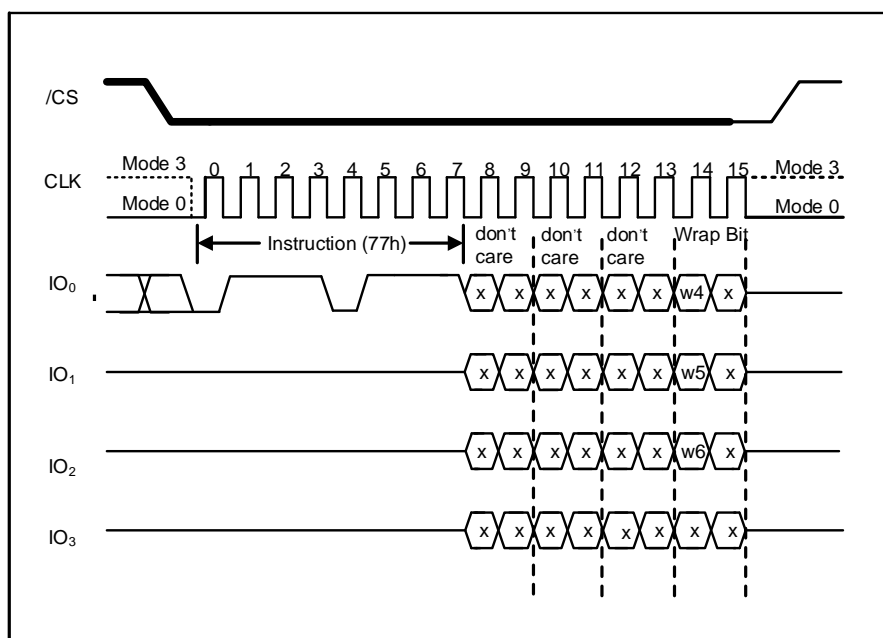 /CS
Mode 3
0 1 2 3 4 5 6 7 8 9 10 11 12 13 14 15
Mode 3
CLK
Mode 0
Mode 0
Instruction (77h)
don't care
don't care
don't care
Wrap Bit
IO0
x x x x x x w4 x
IO1
x x x x x x w5 x
IO2
x x x x x x w6 x
IO3
x x x x x x x x